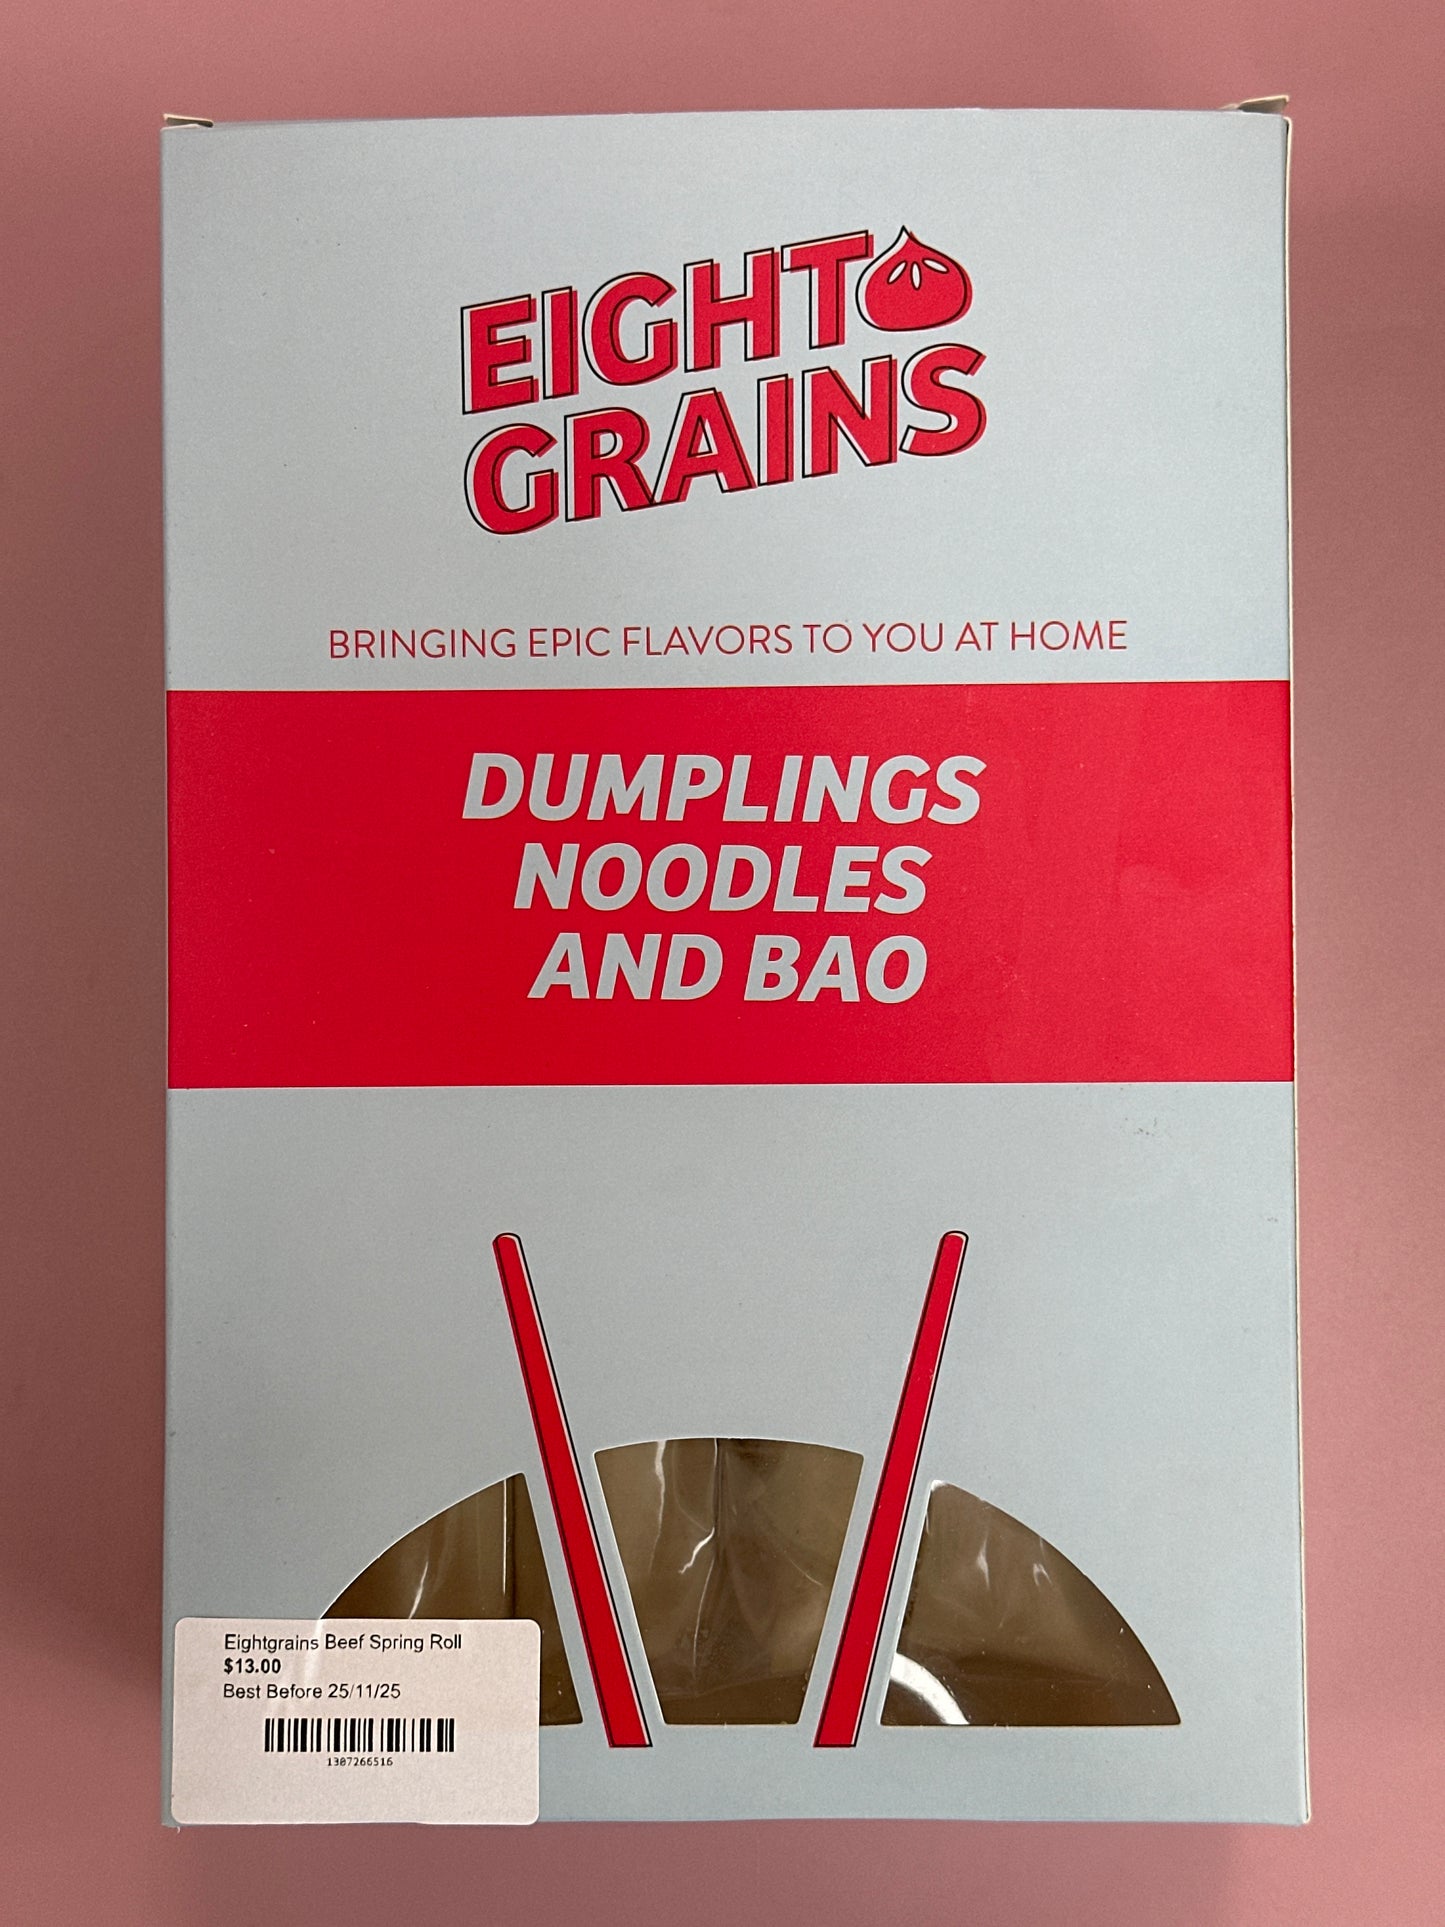 EIGHT
GRAINS
BRINGING EPIC FLAVORS TO YOU AT HOME
DUMPLINGS
NOODLES
AND BAO
Eightgrains Beef Spring Roll
$13.00
Best Before 25/11/25
1307266516